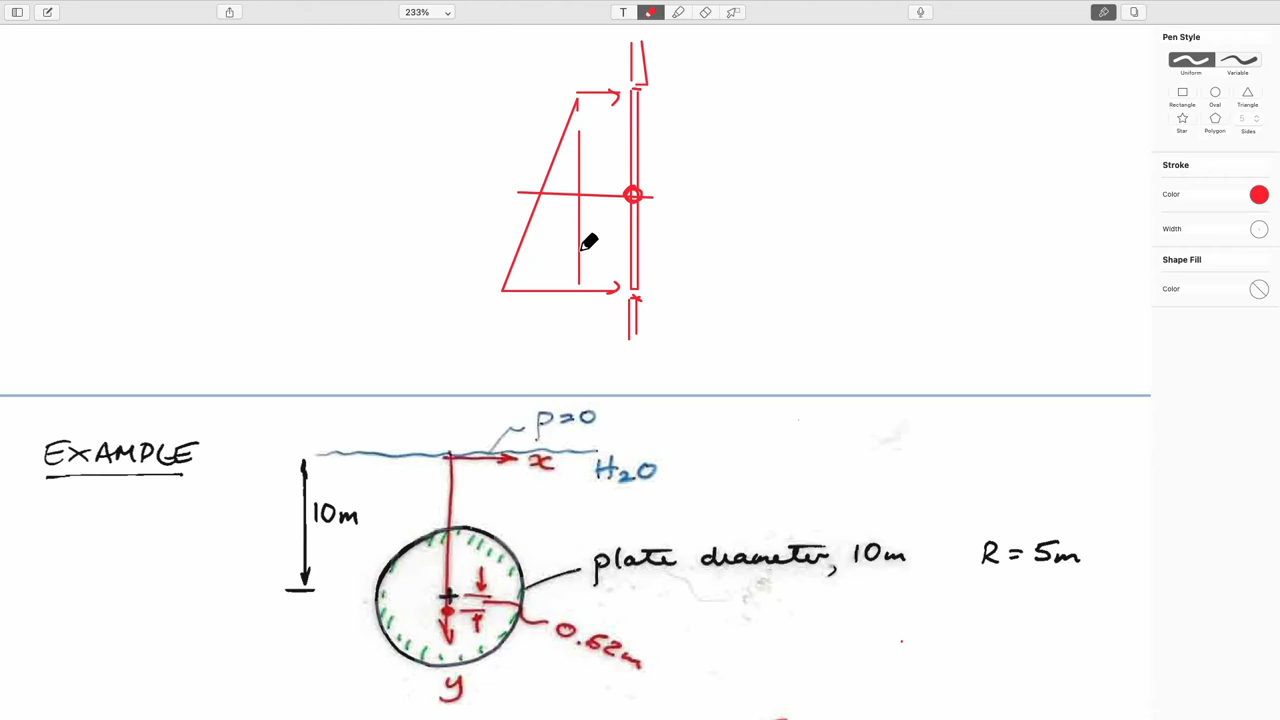 233%
T
Pen Style
Uniform
Variable
Rectangle
Oval
Triangle
Star
Polygon
5
Sides
Stroke
Color
Width
Shape Fill
Color
EXAMPLE
P=0
x
H2O
10m
plate diameter, 10m
R = 5m
0.62m
y